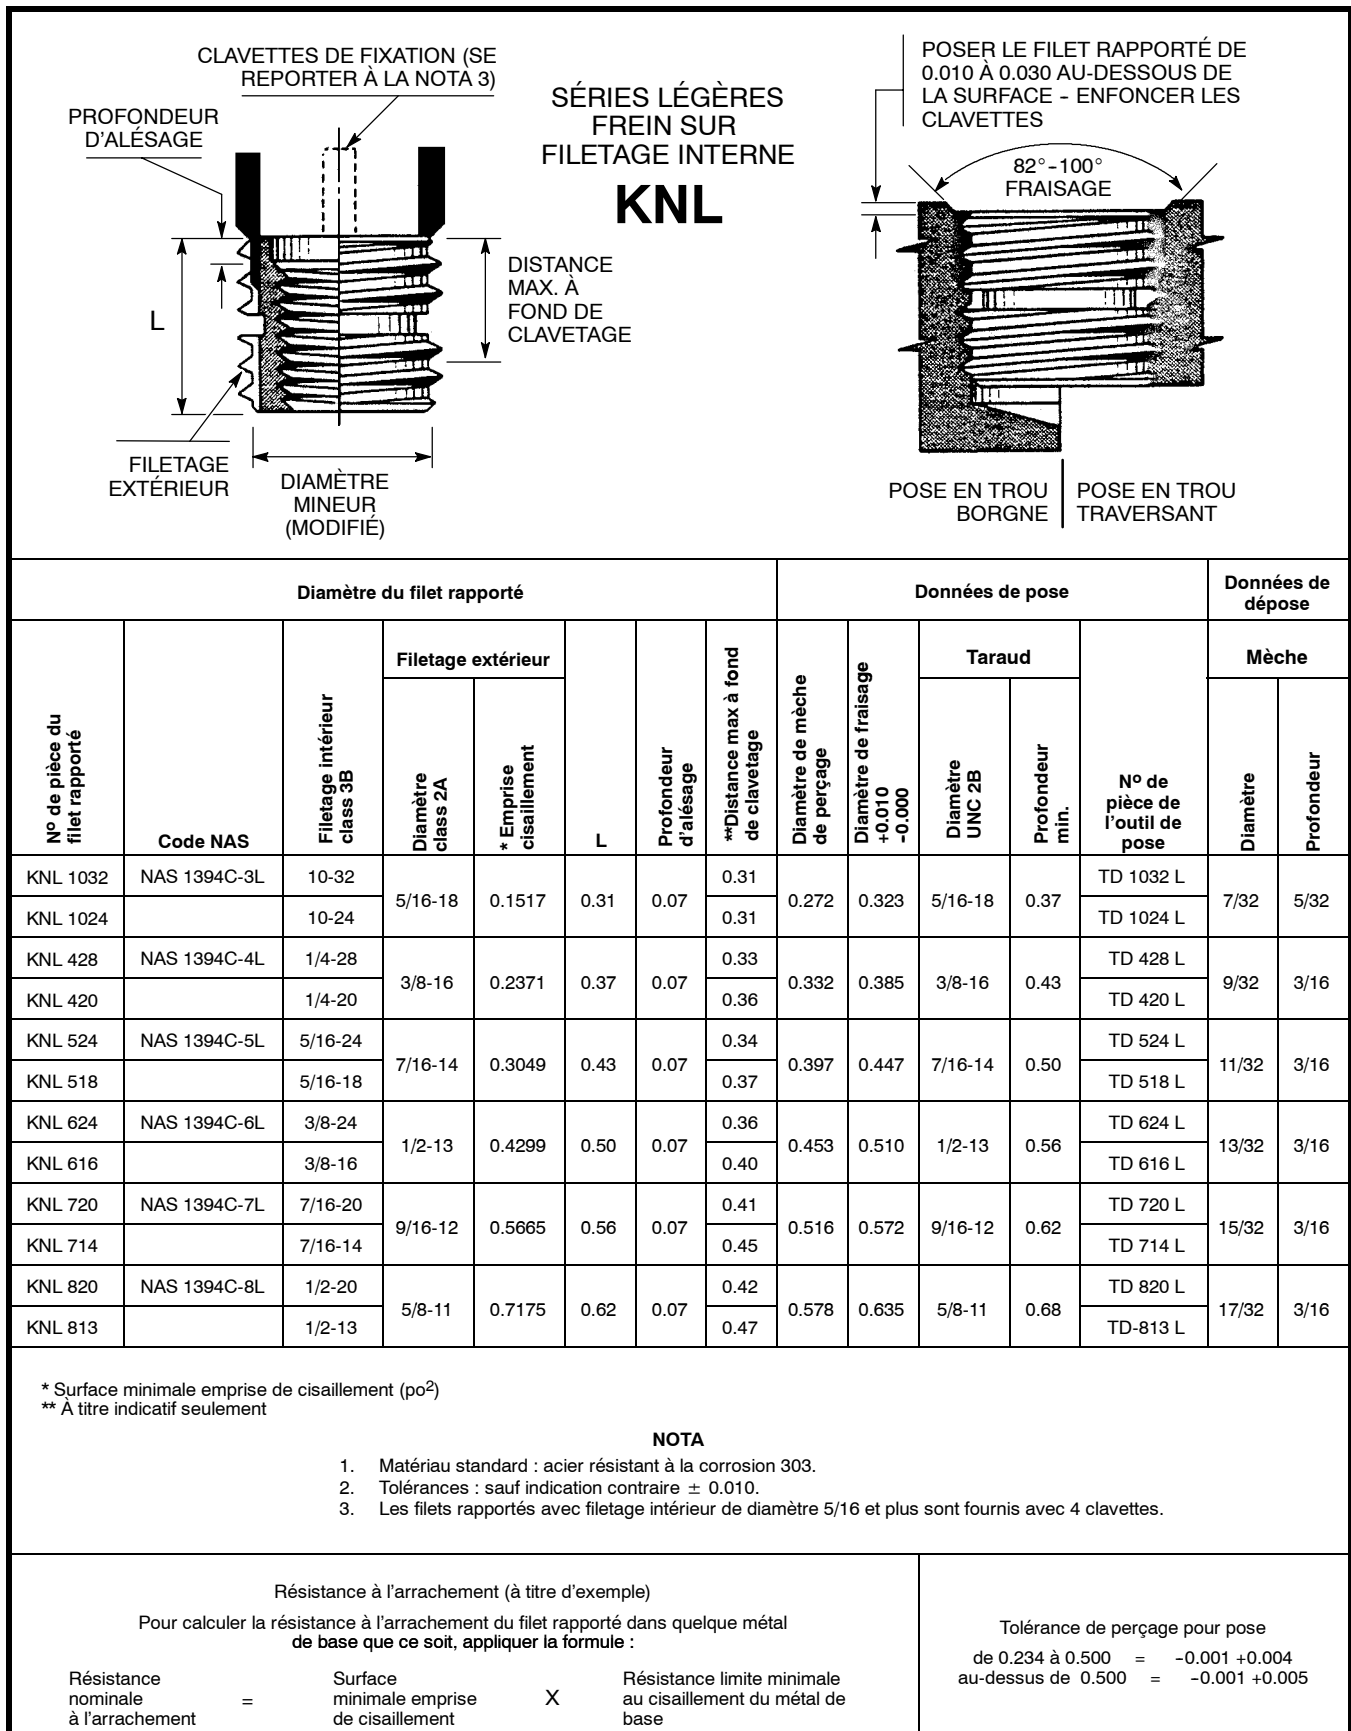 CLAVETTES DE FIXATION (SE
REPORTER À LA NOTA 3)
PROFONDEUR
D'ALÉSAGE
SÉRIES LÉGÈRES
FREIN SUR
FILETAGE INTERNE
KNL
POSER LE FILET RAPPORTÉ DE
0.010 À 0.030 AU-DESSOUS DE
LA SURFACE - ENFONCER LES
CLAVETTES
82°-100°
FRAISAGE
DISTANCE
MAX. À
FOND DE
CLAVETAGE
L
FILETAGE
EXTÉRIEUR
DIAMÈTRE
MINEUR
(MODIFIÉ)
POSE EN TROU
BORGNE
POSE EN TROU
TRAVERSANT
Diamètre du filet rapporté
Données de pose
Données de
dépose
Nº de pièce du
filet rapporté
Code NAS
Filetage intérieur
class 3B
Filetage extérieur
Diamètre
class 2A
* Emprise
cisaillement
L
Profondeur
d'alésage
**Distance max à fond
de clavetage
Diamètre de mèche
de perçage
Diamètre de fraisage
+0.010
-0.000
Taraud
Diamètre
UNC 2B
Profondeur
min.
Nº de
pièce de
l'outil de
pose
Mèche
Diamètre
Profondeur
KNL 1032 NAS 1394C-3L 10-32 5/16-18 0.1517 0.31 0.07 0.31 0.272 0.323 5/16-18 0.37 TD 1032 L 7/32 5/32
KNL 1024 10-24 0.31 TD 1024 L
KNL 428 NAS 1394C-4L 1/4-28 3/8-16 0.2371 0.37 0.07 0.33 0.332 0.385 3/8-16 0.43 TD 428 L 9/32 3/16
KNL 420 1/4-20 0.36 TD 420 L
KNL 524 NAS 1394C-5L 5/16-24 7/16-14 0.3049 0.43 0.07 0.34 0.397 0.447 7/16-14 0.50 TD 524 L 11/32 3/16
KNL 518 5/16-18 0.37 TD 518 L
KNL 624 NAS 1394C-6L 3/8-24 1/2-13 0.4299 0.50 0.07 0.36 0.453 0.510 1/2-13 0.56 TD 624 L 13/32 3/16
KNL 616 3/8-16 0.40 TD 616 L
KNL 720 NAS 1394C-7L 7/16-20 9/16-12 0.5665 0.56 0.07 0.41 0.516 0.572 9/16-12 0.62 TD 720 L 15/32 3/16
KNL 714 7/16-14 0.45 TD 714 L
KNL 820 NAS 1394C-8L 1/2-20 5/8-11 0.7175 0.62 0.07 0.42 0.578 0.635 5/8-11 0.68 TD 820 L 17/32 3/16
KNL 813 1/2-13 0.47 TD-813 L
* Surface minimale emprise de cisaillement (po²)
** À titre indicatif seulement
NOTA
1. Matériau standard : acier résistant à la corrosion 303.
2. Tolérances : sauf indication contraire ± 0.010.
3. Les filets rapportés avec filetage intérieur de diamètre 5/16 et plus sont fournis avec 4 clavettes.
Résistance à l'arrachement (à titre d'exemple)
Pour calculer la résistance à l'arrachement du filet rapporté dans quelque métal
de base que ce soit, appliquer la formule :
Résistance
nominale
à l'arrachement
=
Surface
minimale emprise
de cisaillement
X
Résistance limite minimale
au cisaillement du métal de
base
Tolérance de perçage pour pose
de 0.234 à 0.500 = -0.001 +0.004
au-dessus de 0.500 = -0.001 +0.005